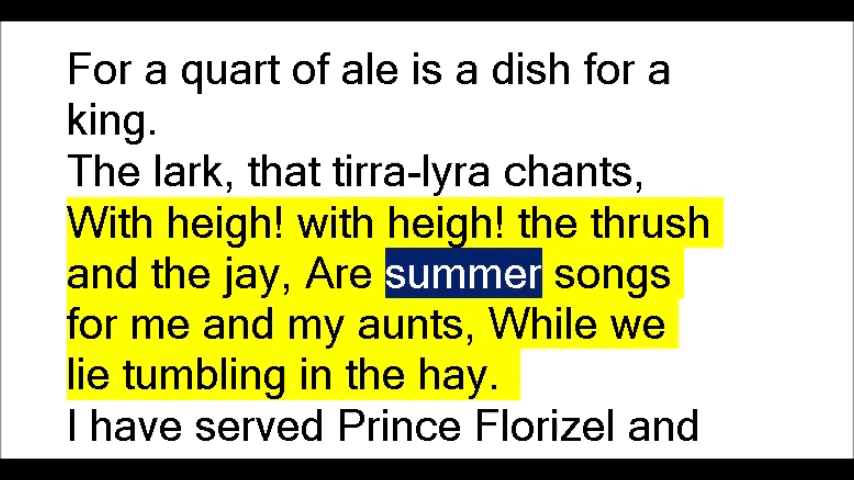 For a quart of ale is a dish for a
king.
The lark, that tirra-lyra chants,
With heigh! with heigh! the thrush
and the jay, Are summer songs
for me and my aunts, While we
lie tumbling in the hay.
I have served Prince Florizel and